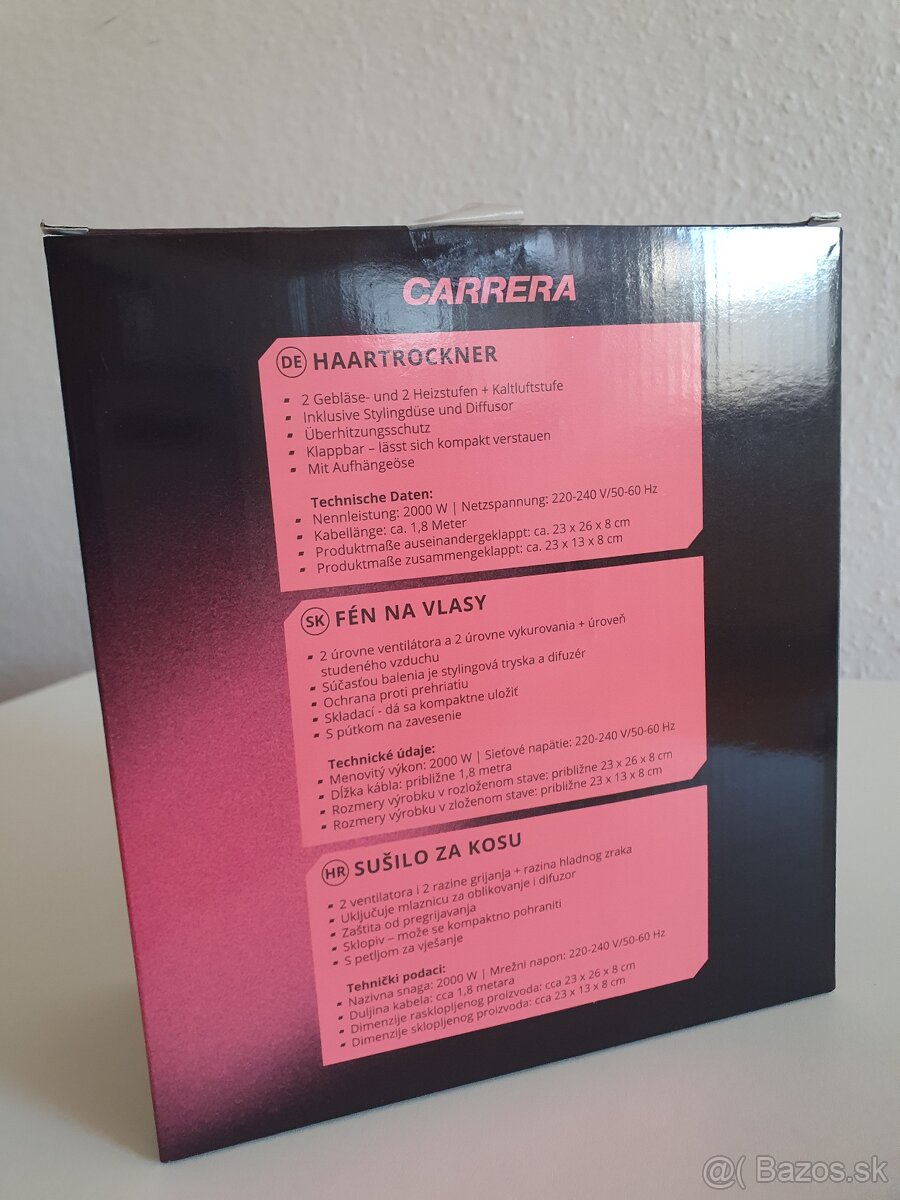 CARRERA
DE HAARTROCKNER
▪ 2 Gebläse- und 2 Heizstufen + Kaltluftstufe
▪ Inklusive Stylingdüse und Diffusor
▪ Überhitzungsschutz
▪ Klappbar – lässt sich kompakt verstauen
▪ Mit Aufhängeöse
Technische Daten:
▪ Nennleistung: 2000 W | Netzspannung: 220-240 V/50-60 Hz
▪ Kabellänge: ca. 1,8 Meter
▪ Produktmaße auseinandergeklappt: ca. 23 x 26 x 8 cm
▪ Produktmaße zusammengeklappt: ca. 23 x 13 x 8 cm
SK FÉN NA VLASY
▪ 2 úrovne ventilátora a 2 úrovne vykurovania + úroveň
studeného vzduchu
▪ Súčasťou balenia je stylingová tryska a difuzér
▪ Ochrana proti prehriatiu
▪ Skladací - dá sa kompaktne uložiť
▪ S pútkom na zavesenie
Technické údaje:
▪ Menovitý výkon: 2000 W | Sieťové napätie: 220-240 V/50-60 Hz
▪ Dĺžka kábla: približne 1,8 metra
▪ Rozmery výrobku v rozloženom stave: približne 23 x 26 x 8 cm
▪ Rozmery výrobku v zloženom stave: približne 23 x 13 x 8 cm
HR SUŠILO ZA KOSU
▪ 2 ventilatora i 2 razine grijanja + razina hladnog zraka
▪ Uključuje mlaznicu za oblikovanje i difuzor
▪ Zaštita od pregrijavanja
▪ Sklopiv – može se kompaktno pohraniti
▪ S petljom za vješanje
Tehnički podaci:
▪ Nazivna snaga: 2000 W | Mrežni napon: 220-240 V/50-60 Hz
▪ Duljina kabela: cca 1,8 metara
▪ Dimenzije rasklopljenog proizvoda: cca 23 x 26 x 8 cm
▪ Dimenzije sklopljenog proizvoda: cca 23 x 13 x 8 cm
@( Bazos.sk